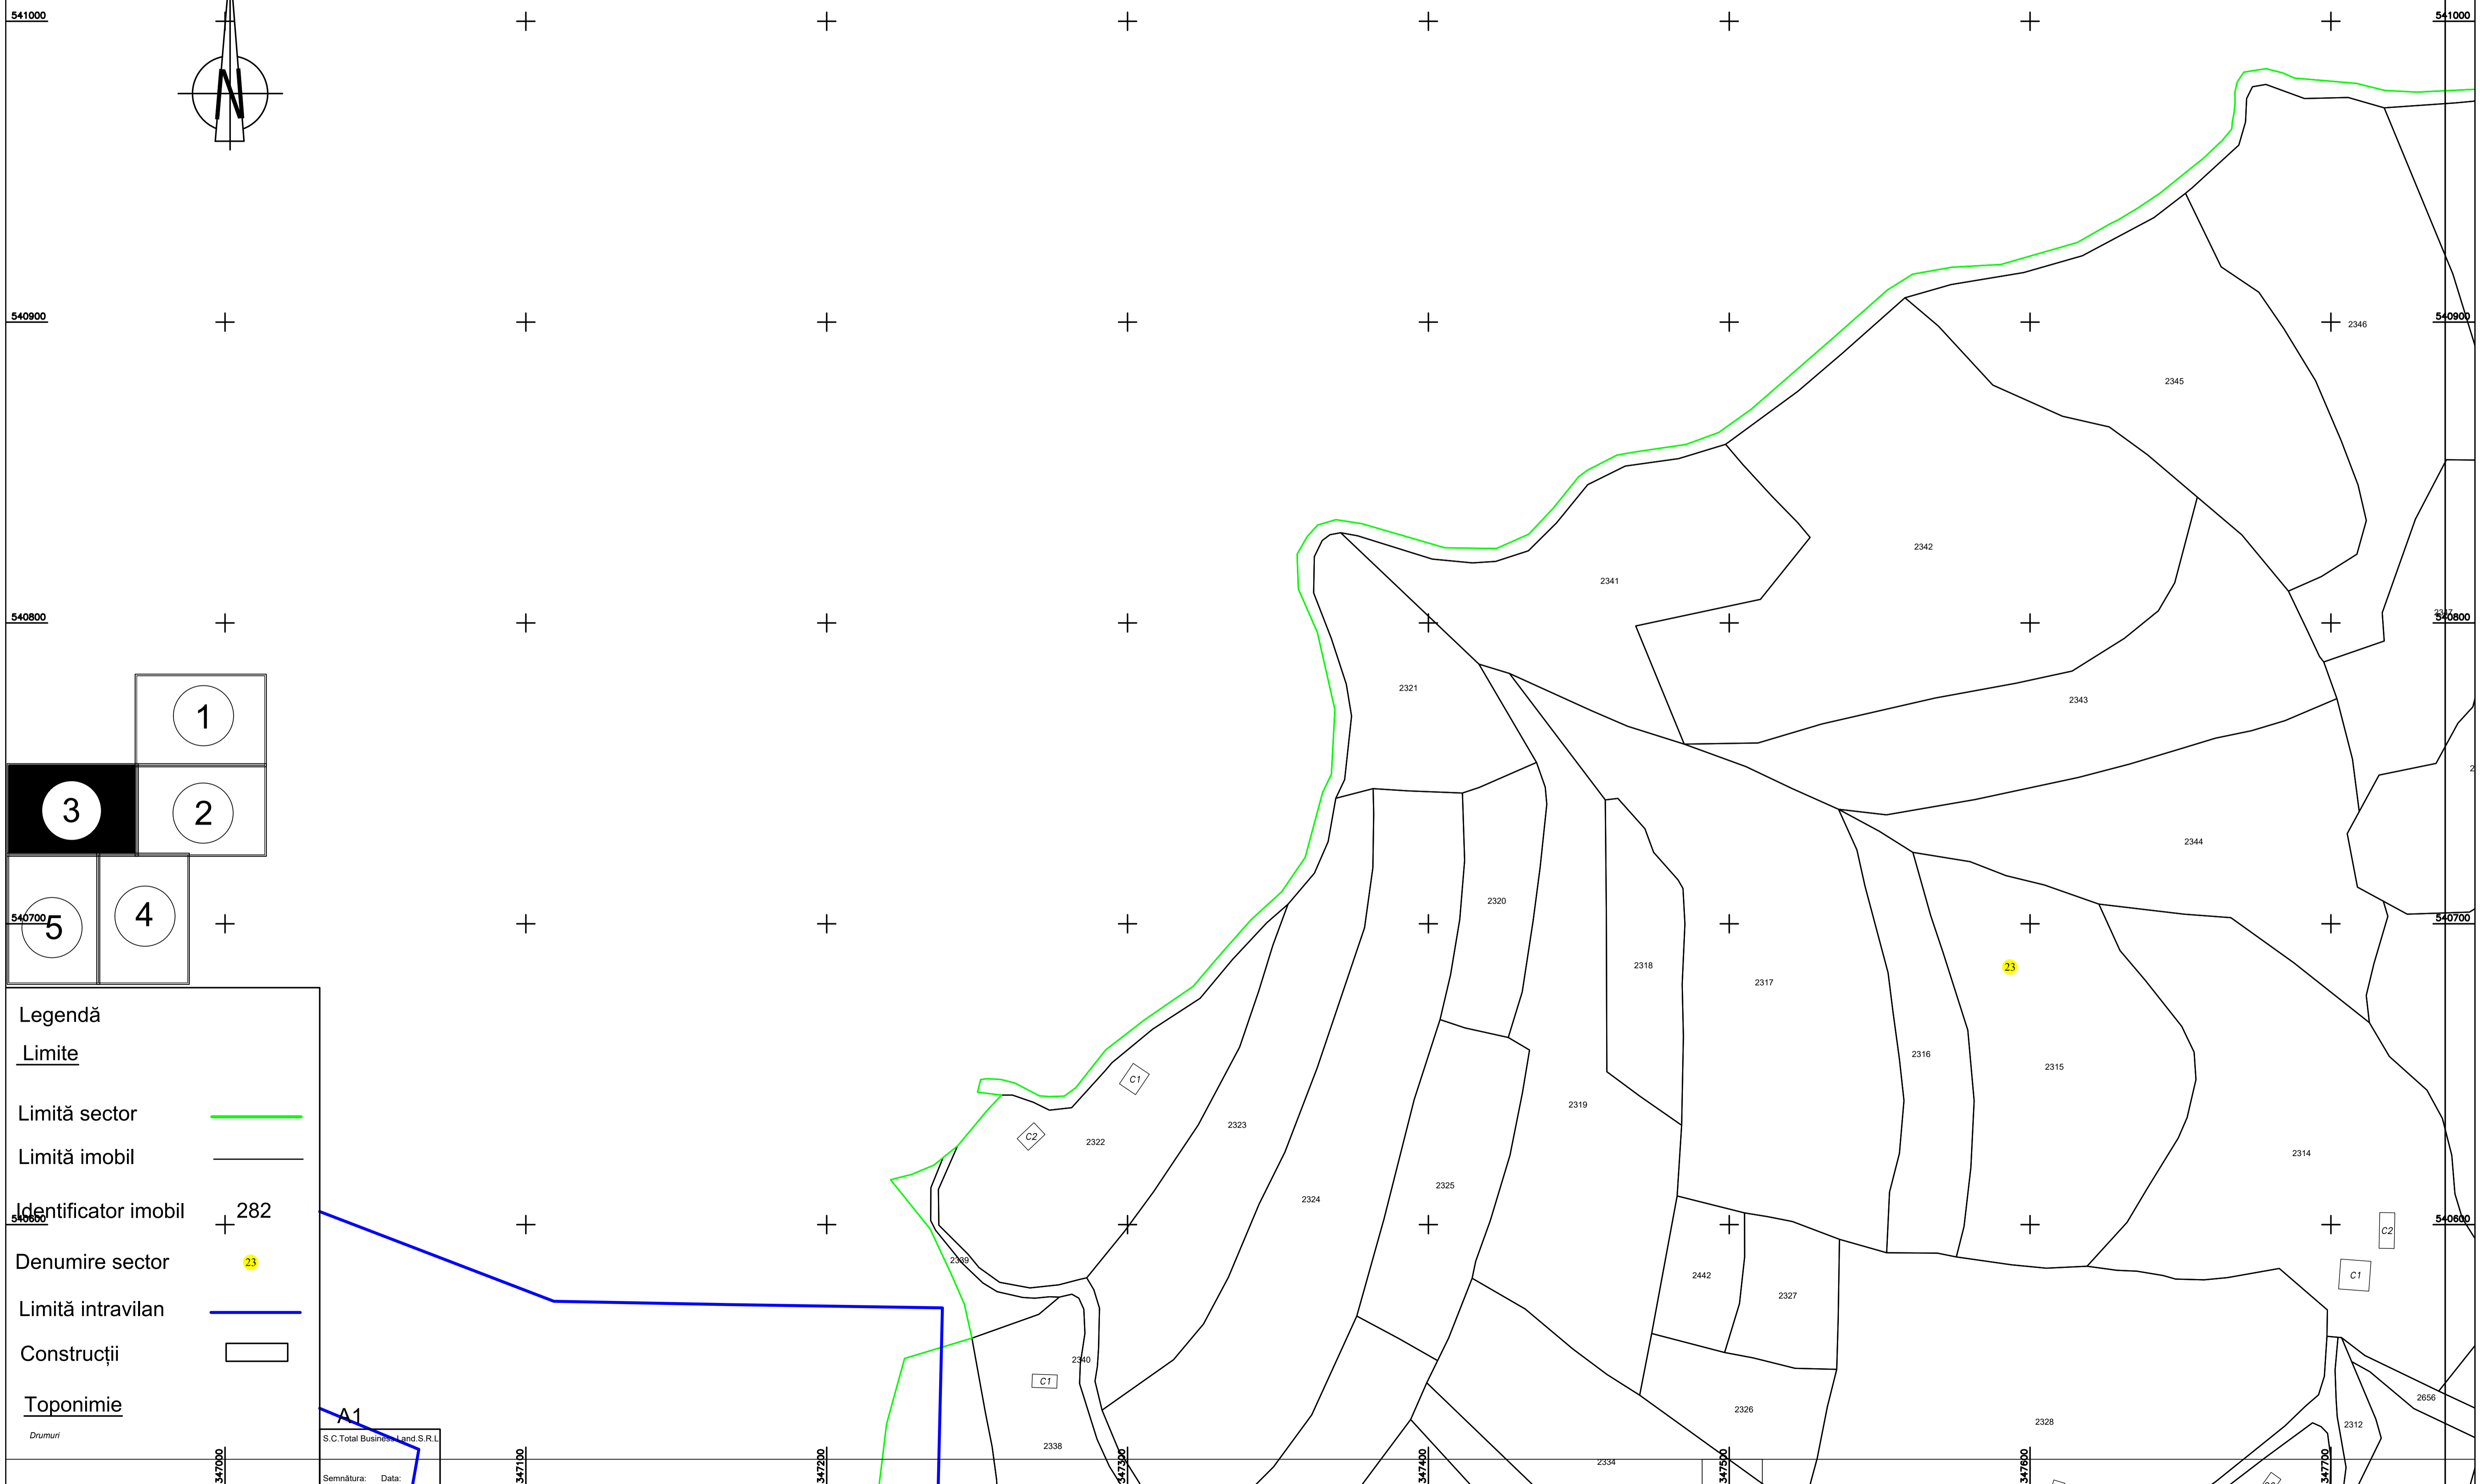 541000
541000
N
540900
540900
2346
2345
2342
2341
2347
540800
540800
2321
2343
1
3
2
2344
2320
5
4
540700
540700
2318
23
2317
Legendă
Limite
2316
2315
C1
2319
Limită sector
2323
C2
2322
Limită imobil
2314
2325
2324
Identificator imobil
282
540600
540600
C2
2339
Denumire sector
23
2442
C1
2327
Limită intravilan
Construcții
2340
C1
2656
Toponimie
A1
2326
2328
2312
Drumuri
S.C.Total Business Land.S.R.L
2338
2334
347000
347100
347200
347300
347400
347500
347600
347700
Semnătura:
Data: